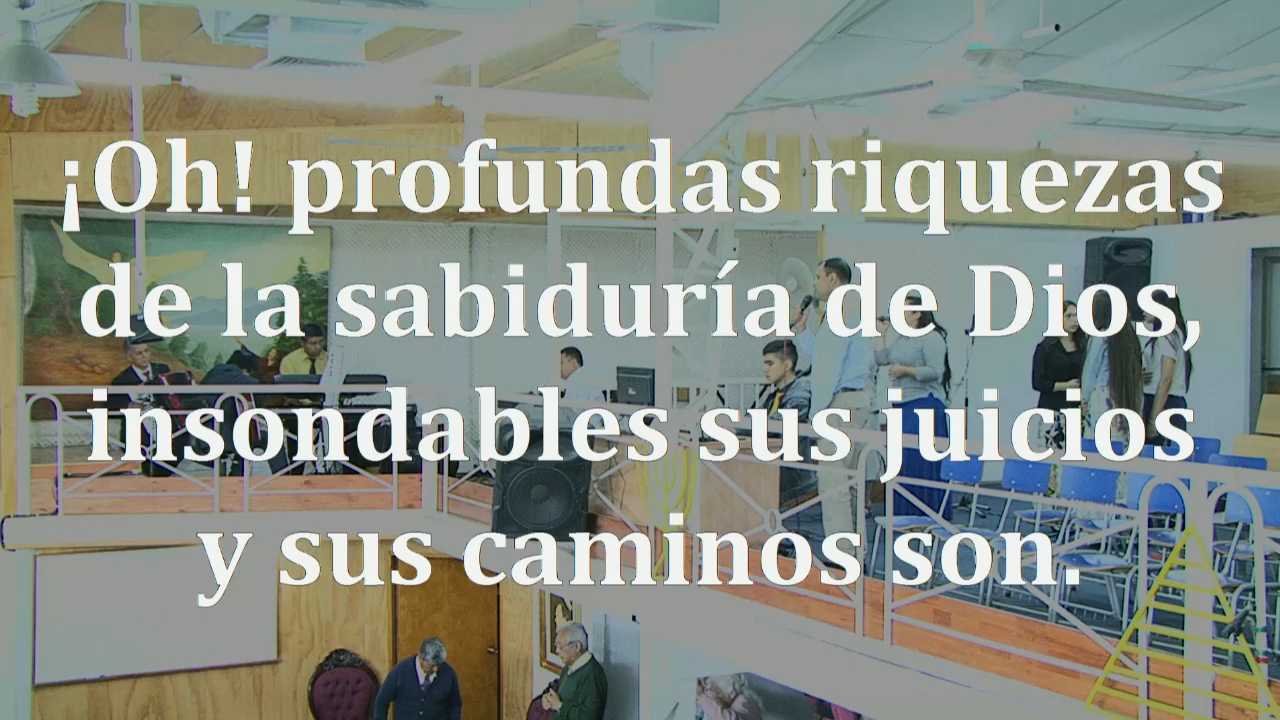 ¡Oh! profundas riquezas
de la sabiduría de Dios,
insondables sus juicios
y sus caminos son.